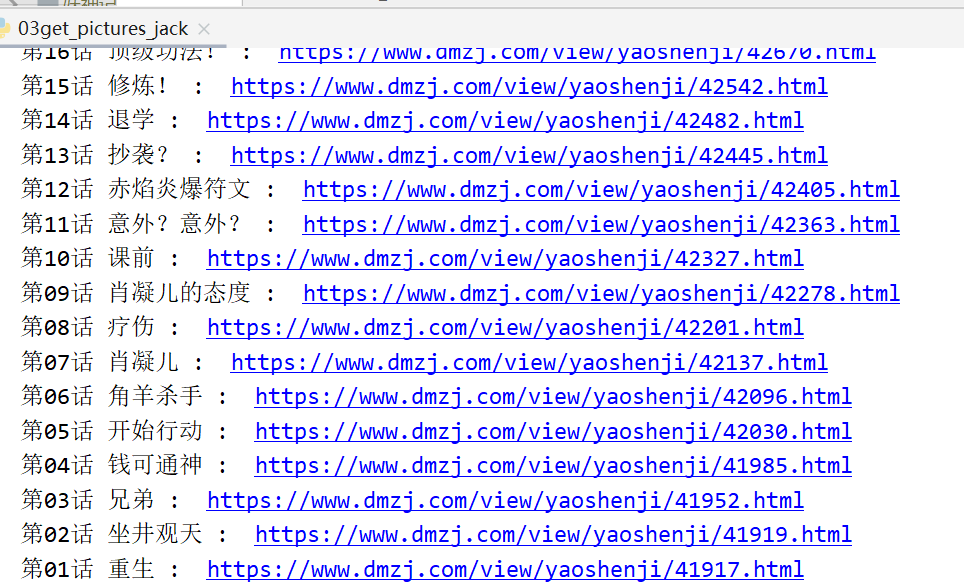 03get_pictures_jack
第16话 顶级功法！ : https://www.dmzj.com/view/yaoshenji/42670.html
第15话 修炼！ : https://www.dmzj.com/view/yaoshenji/42542.html
第14话 退学 : https://www.dmzj.com/view/yaoshenji/42482.html
第13话 抄袭？ : https://www.dmzj.com/view/yaoshenji/42445.html
第12话 赤焰炎爆符文 : https://www.dmzj.com/view/yaoshenji/42405.html
第11话 意外？意外？ : https://www.dmzj.com/view/yaoshenji/42363.html
第10话 课前 : https://www.dmzj.com/view/yaoshenji/42327.html
第09话 肖凝儿的态度 : https://www.dmzj.com/view/yaoshenji/42278.html
第08话 疗伤 : https://www.dmzj.com/view/yaoshenji/42201.html
第07话 肖凝儿 : https://www.dmzj.com/view/yaoshenji/42137.html
第06话 角羊杀手 : https://www.dmzj.com/view/yaoshenji/42096.html
第05话 开始行动 : https://www.dmzj.com/view/yaoshenji/42030.html
第04话 钱可通神 : https://www.dmzj.com/view/yaoshenji/41985.html
第03话 兄弟 : https://www.dmzj.com/view/yaoshenji/41952.html
第02话 坐井观天 : https://www.dmzj.com/view/yaoshenji/41919.html
第01话 重生 : https://www.dmzj.com/view/yaoshenji/41917.html